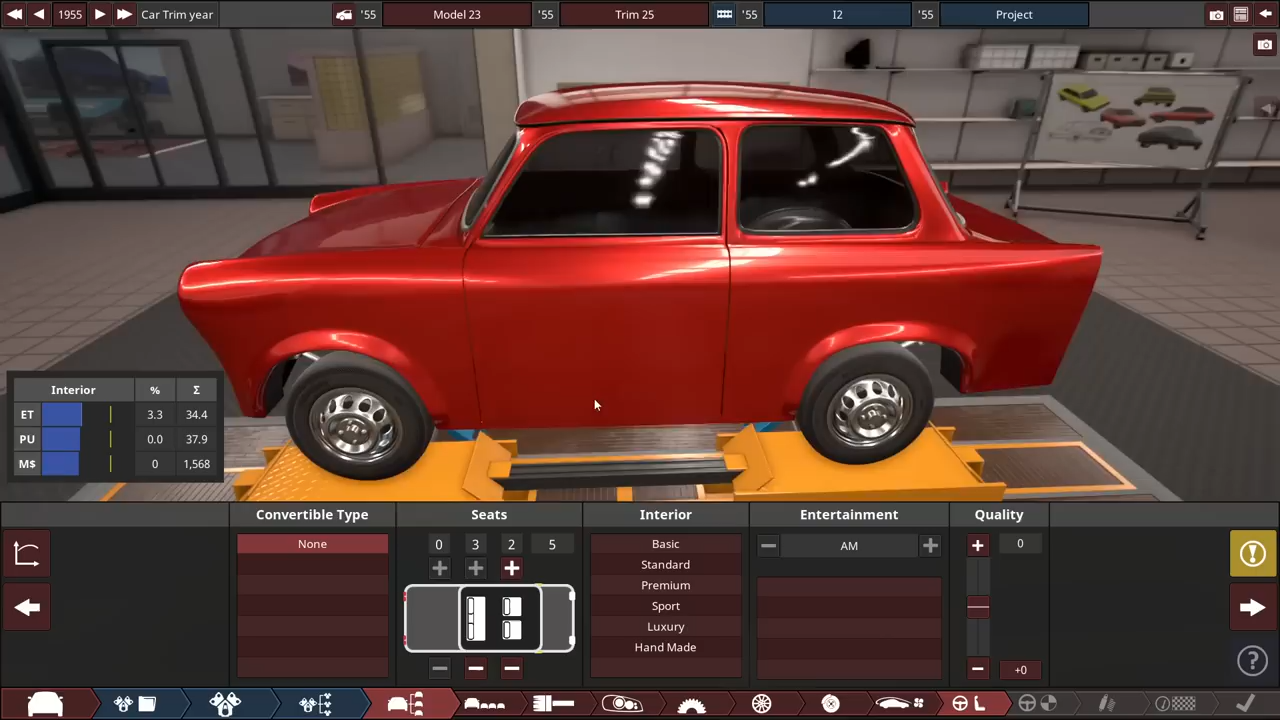 1955 Car Trim year '55 Model 23 '55 Trim 25 '55 I2 '55 Project
Interior % Σ
ET 3.3 34.4
PU 0.0 37.9
M$ 0 1,568
Convertible Type Seats Interior Entertainment Quality
None 0 3 2 5 Basic AM 0
Standard
Premium
Sport
Luxury
Hand Made
+0